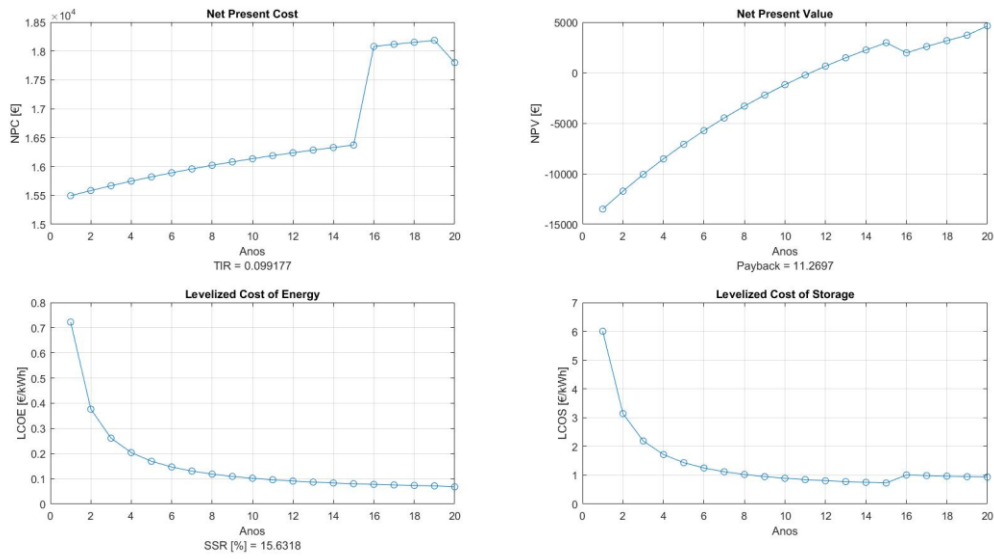 Net Present Cost
×10⁴
1.85
1.8
1.75
1.7
1.65
1.6
1.55
1.5
NPC [€]
0 2 4 6 8 10 12 14 16 18 20
Anos
TIR = 0.099177
Net Present Value
5000
0
-5000
-10000
-15000
NPV [€]
0 2 4 6 8 10 12 14 16 18 20
Anos
Payback = 11.2697
Levelized Cost of Energy
0.8
0.7
0.6
0.5
0.4
0.3
0.2
0.1
0
LCOE [€/kWh]
0 2 4 6 8 10 12 14 16 18 20
Anos
SSR [%] = 15.6318
Levelized Cost of Storage
7
6
5
4
3
2
1
0
LCOS [€/kWh]
0 2 4 6 8 10 12 14 16 18 20
Anos